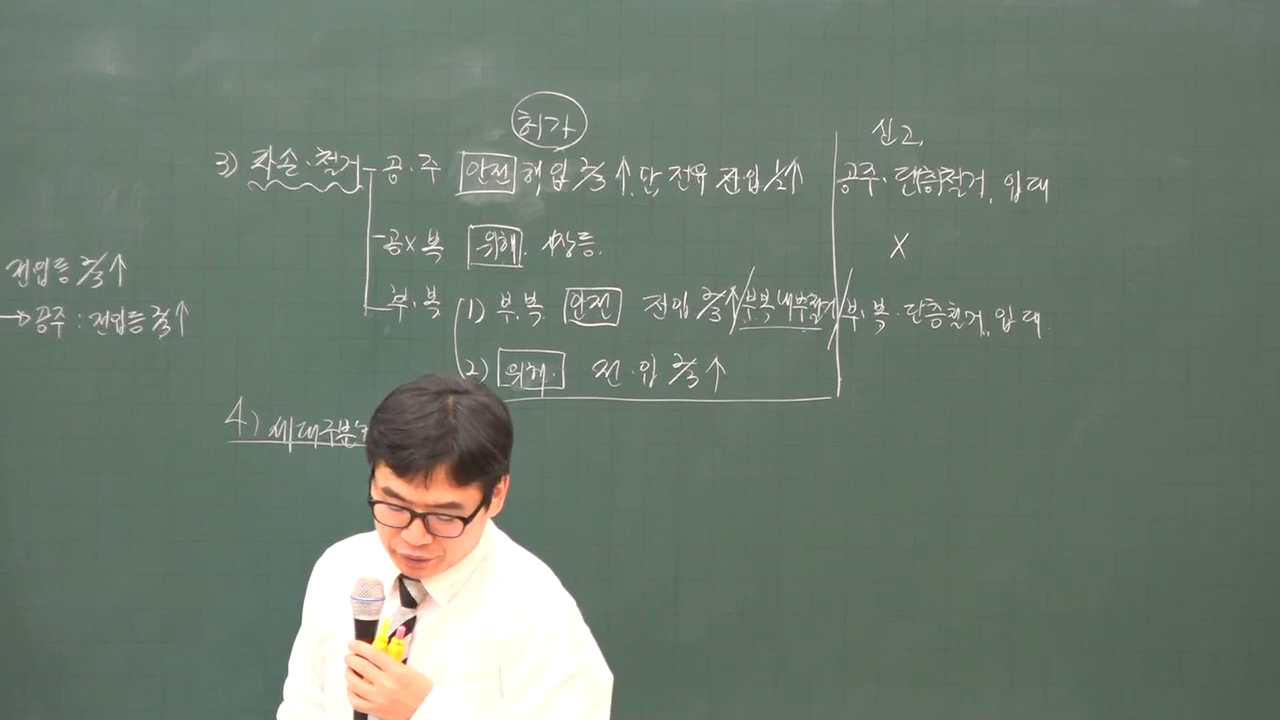 허가
신고,
3) 파손·철거 - 공·주 안전 해입 2/3↑, 단 전유 전입 1/2↑ 공주·단층철거, 입대
- 공x복 위해. 상동. X
부·복 (1) 부.복 안전 전입 2/3↑/부복내부철거/ 부.복·단층철거, 입대.
(2) 위해. 전·입 2/3↑
4) 세대구분
전입등 2/3↑
→ 공주 : 전입등 2/3↑